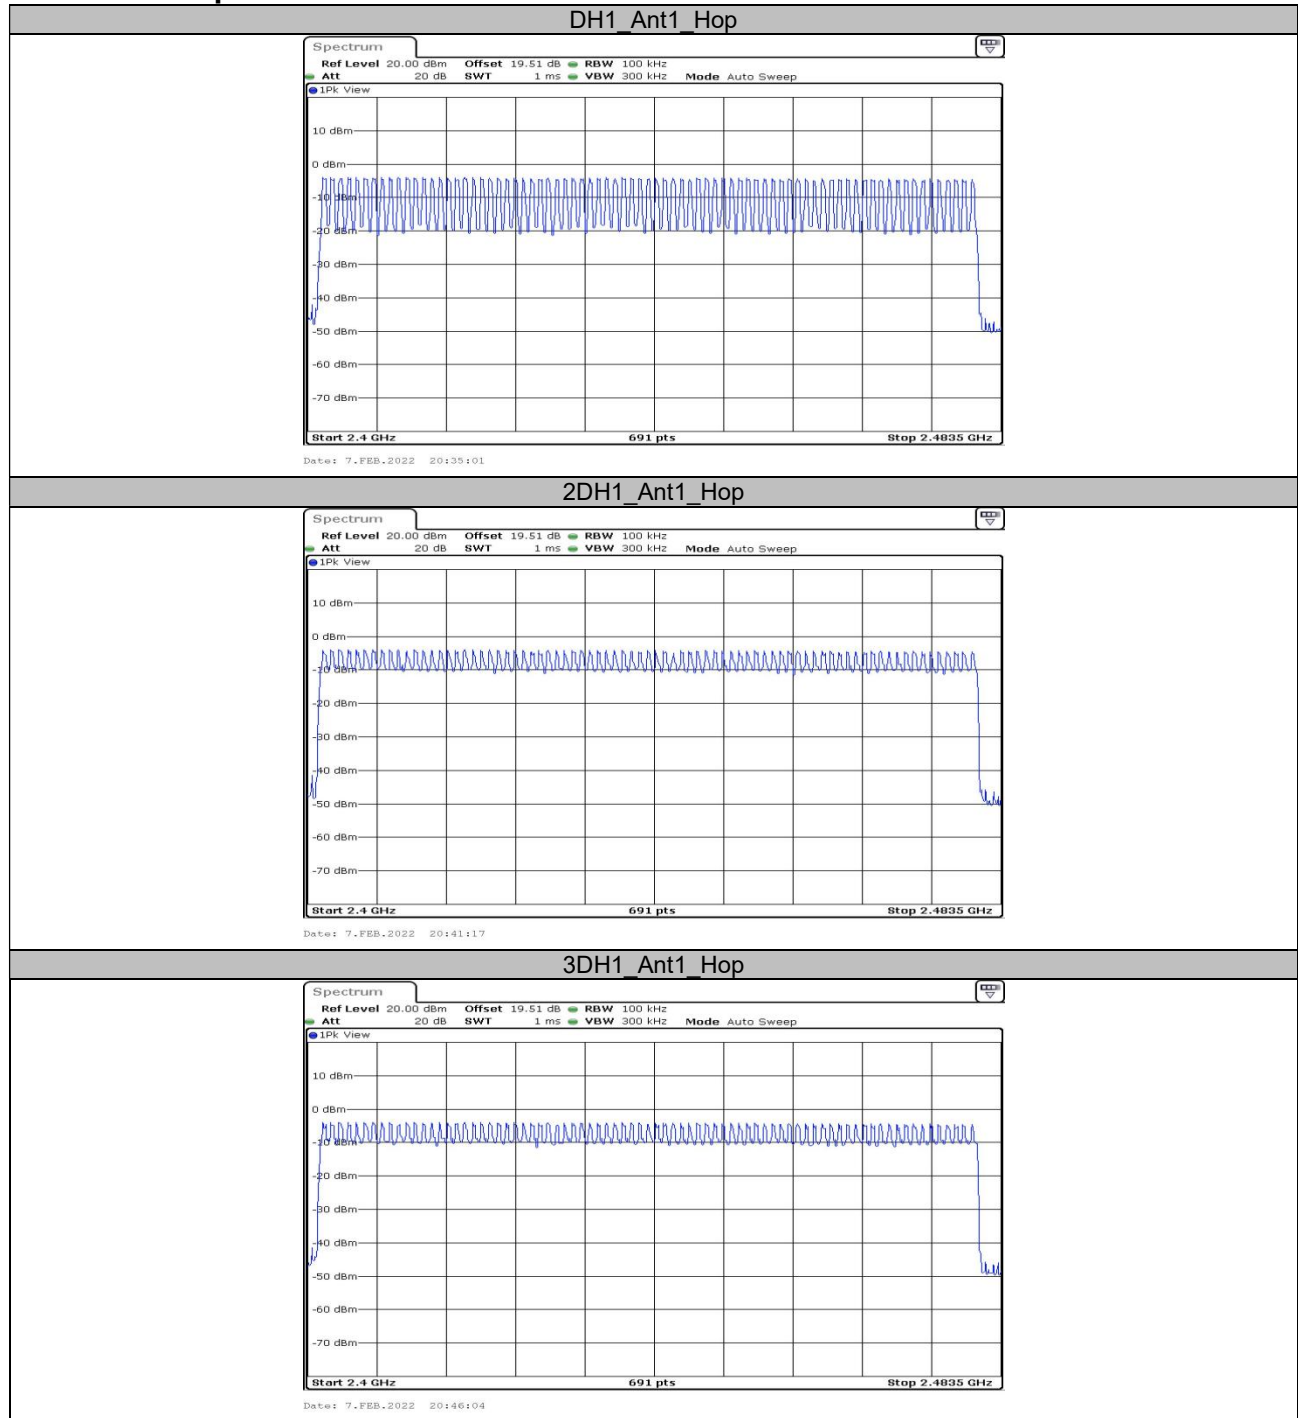 DH1_Ant1_Hop
Spectrum
Ref Level 20.00 dBm Offset 19.51 dB RBW 100 kHz
Att 20 dB SWT 1 ms VBW 300 kHz Mode Auto Sweep
1Pk View
10 dBm
0 dBm
-10 dBm
-20 dBm
-30 dBm
-40 dBm
-50 dBm
-60 dBm
-70 dBm
Start 2.4 GHz 691 pts Stop 2.4835 GHz
Date: 7.FEB.2022 20:35:01
2DH1_Ant1_Hop
Spectrum
Ref Level 20.00 dBm Offset 19.51 dB RBW 100 kHz
Att 20 dB SWT 1 ms VBW 300 kHz Mode Auto Sweep
1Pk View
10 dBm
0 dBm
-10 dBm
-20 dBm
-30 dBm
-40 dBm
-50 dBm
-60 dBm
-70 dBm
Start 2.4 GHz 691 pts Stop 2.4835 GHz
Date: 7.FEB.2022 20:41:17
3DH1_Ant1_Hop
Spectrum
Ref Level 20.00 dBm Offset 19.51 dB RBW 100 kHz
Att 20 dB SWT 1 ms VBW 300 kHz Mode Auto Sweep
1Pk View
10 dBm
0 dBm
-10 dBm
-20 dBm
-30 dBm
-40 dBm
-50 dBm
-60 dBm
-70 dBm
Start 2.4 GHz 691 pts Stop 2.4835 GHz
Date: 7.FEB.2022 20:46:04